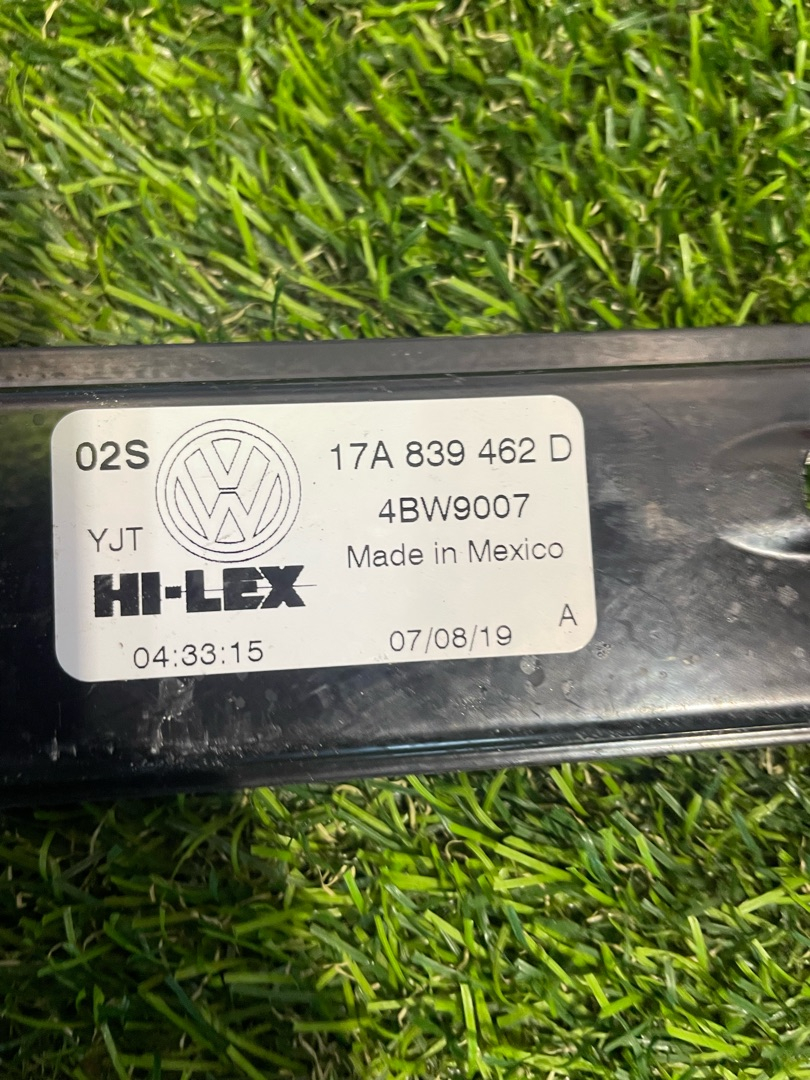 02S
17A 839 462 D
4BW9007
YJT
Made in Mexico
HI-LEX
A
04:33:15
07/08/19